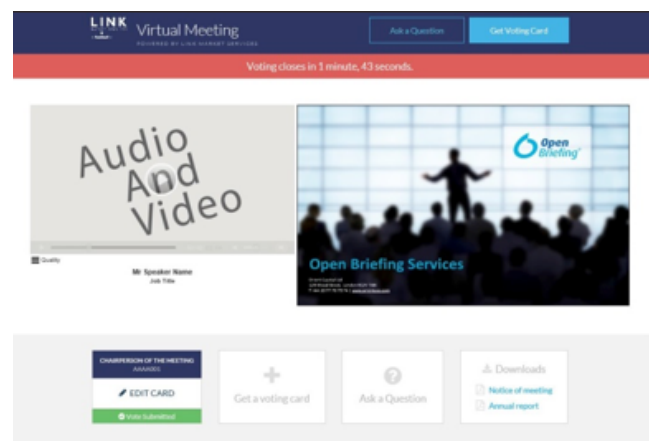 LINK
Virtual Meeting
POWERED BY LINK MARKET SERVICES
Ask a Question
Get Voting Card
Voting closes in 1 minute, 43 seconds.
Audio
And
Video
Open
Briefing
Quality
Mr Speaker Name
Job Title
Open Briefing Services
CHAIRPERSON OF THE MEETING
EDIT CARD
Vote Submitted
Get a voting card
Ask a Question
Downloads
Notice of meeting
Annual report